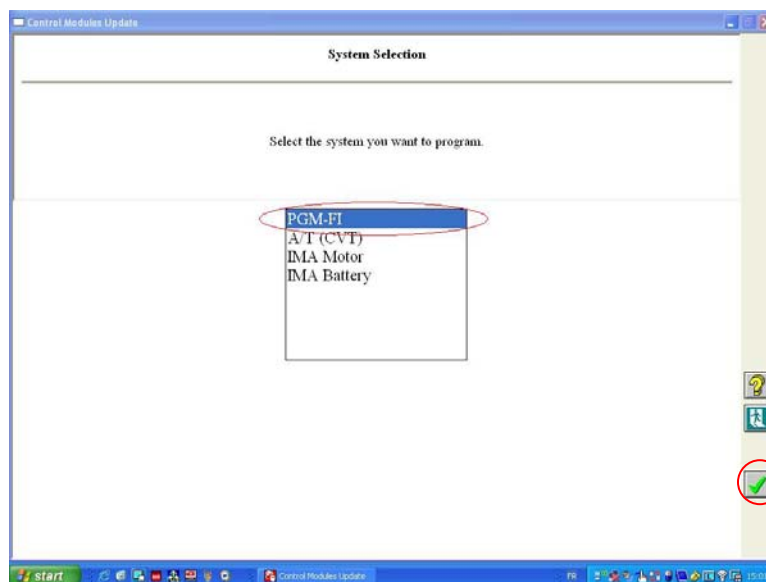 Control Modules Update
System Selection
Select the system you want to program.
PGM-FI
A/T (CVT)
IMA Motor
IMA Battery
start
Control Modules Update
FR